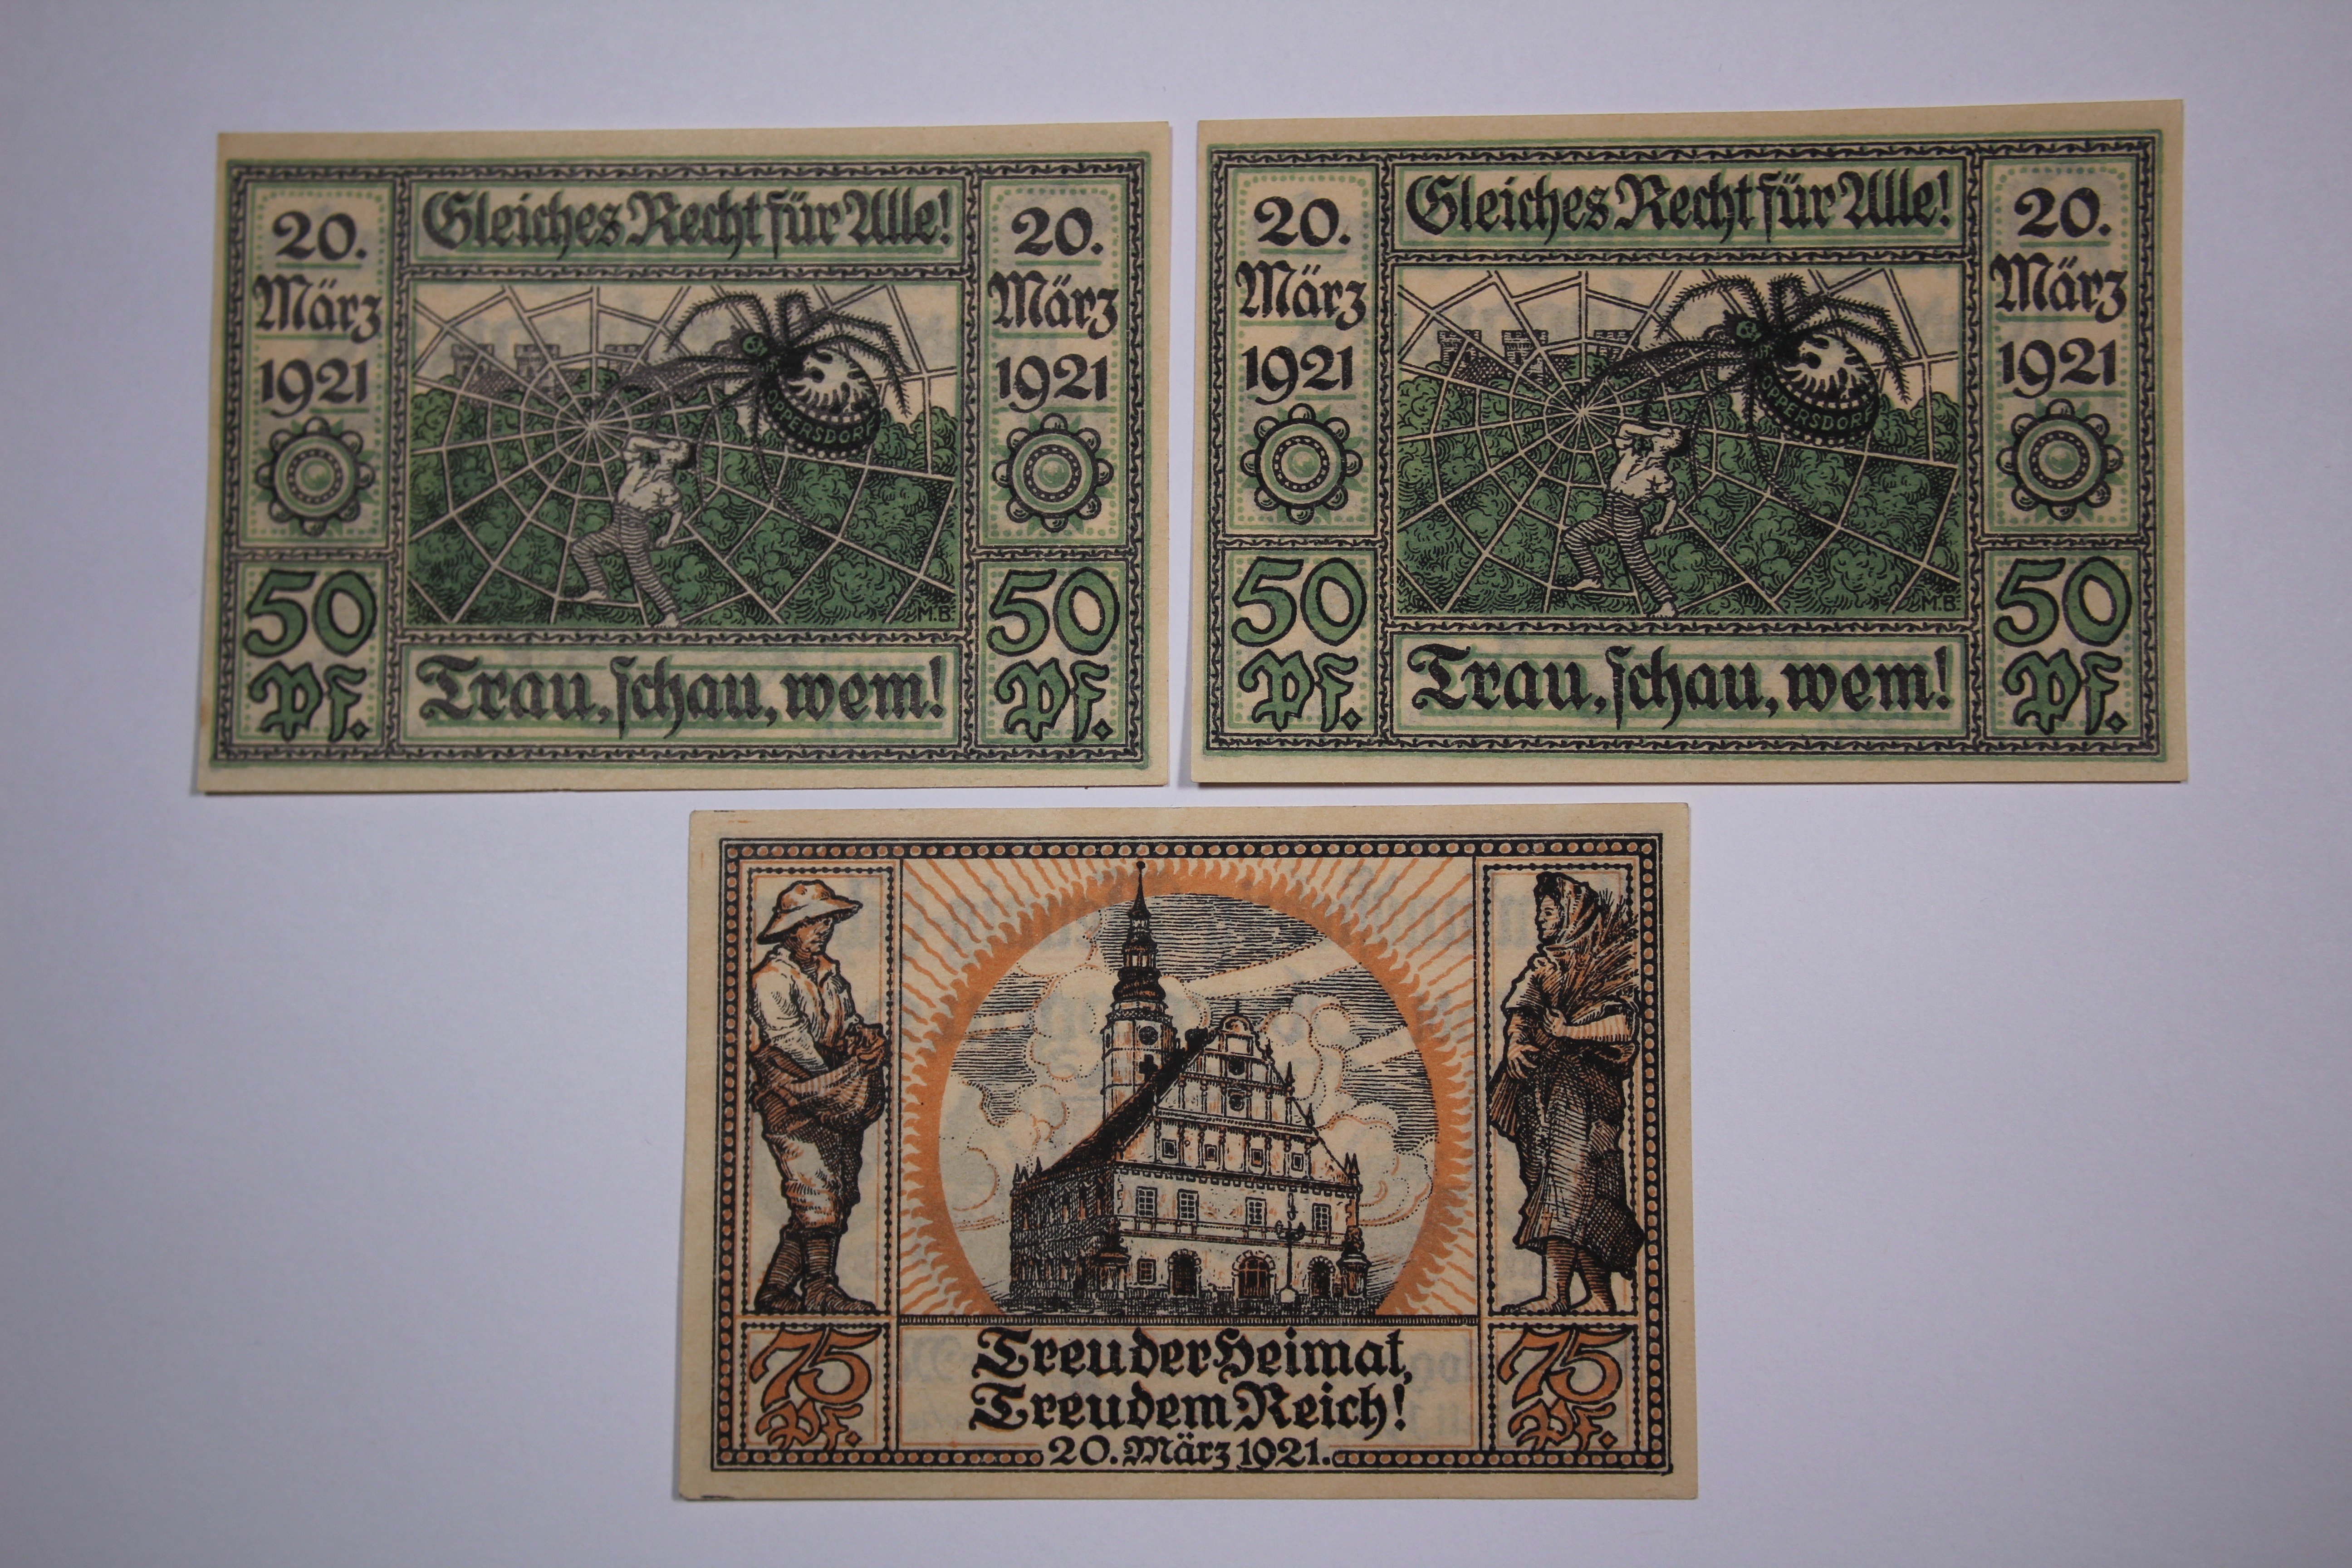 Gleiches Recht für Alle!
20.
März
1921
20.
März
1921
OPPERSDORF
M.B.
50
Pf.
50
Pf.
Trau, schau, wem!
Gleiches Recht für Alle!
20.
März
1921
20.
März
1921
OPPERSDORF
M.B.
50
Pf.
50
Pf.
Trau, schau, wem!
75
Pf.
Treu der Heimat,
Treu dem Reich!
20. März 1921.
75
Pf.